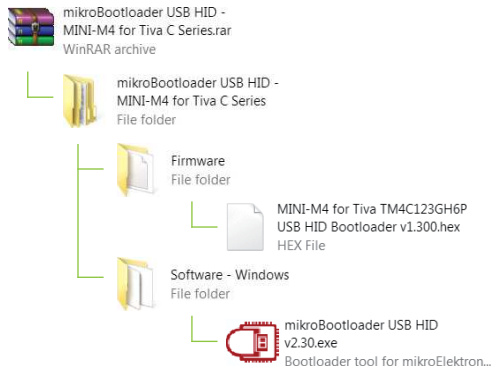 mikroBootloader USB HID -
MINI-M4 for Tiva C Series.rar
WinRAR archive
mikroBootloader USB HID -
MINI-M4 for Tiva C Series
File folder
Firmware
File folder
MINI-M4 for Tiva TM4C123GH6P
USB HID Bootloader v1.300.hex
HEX File
Software - Windows
File folder
mikroBootloader USB HID
v2.30.exe
Bootloader tool for mikroElektron...